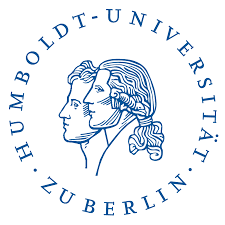 HUMBOLDT-UNIVERSITÄT
· ZU BERLIN ·